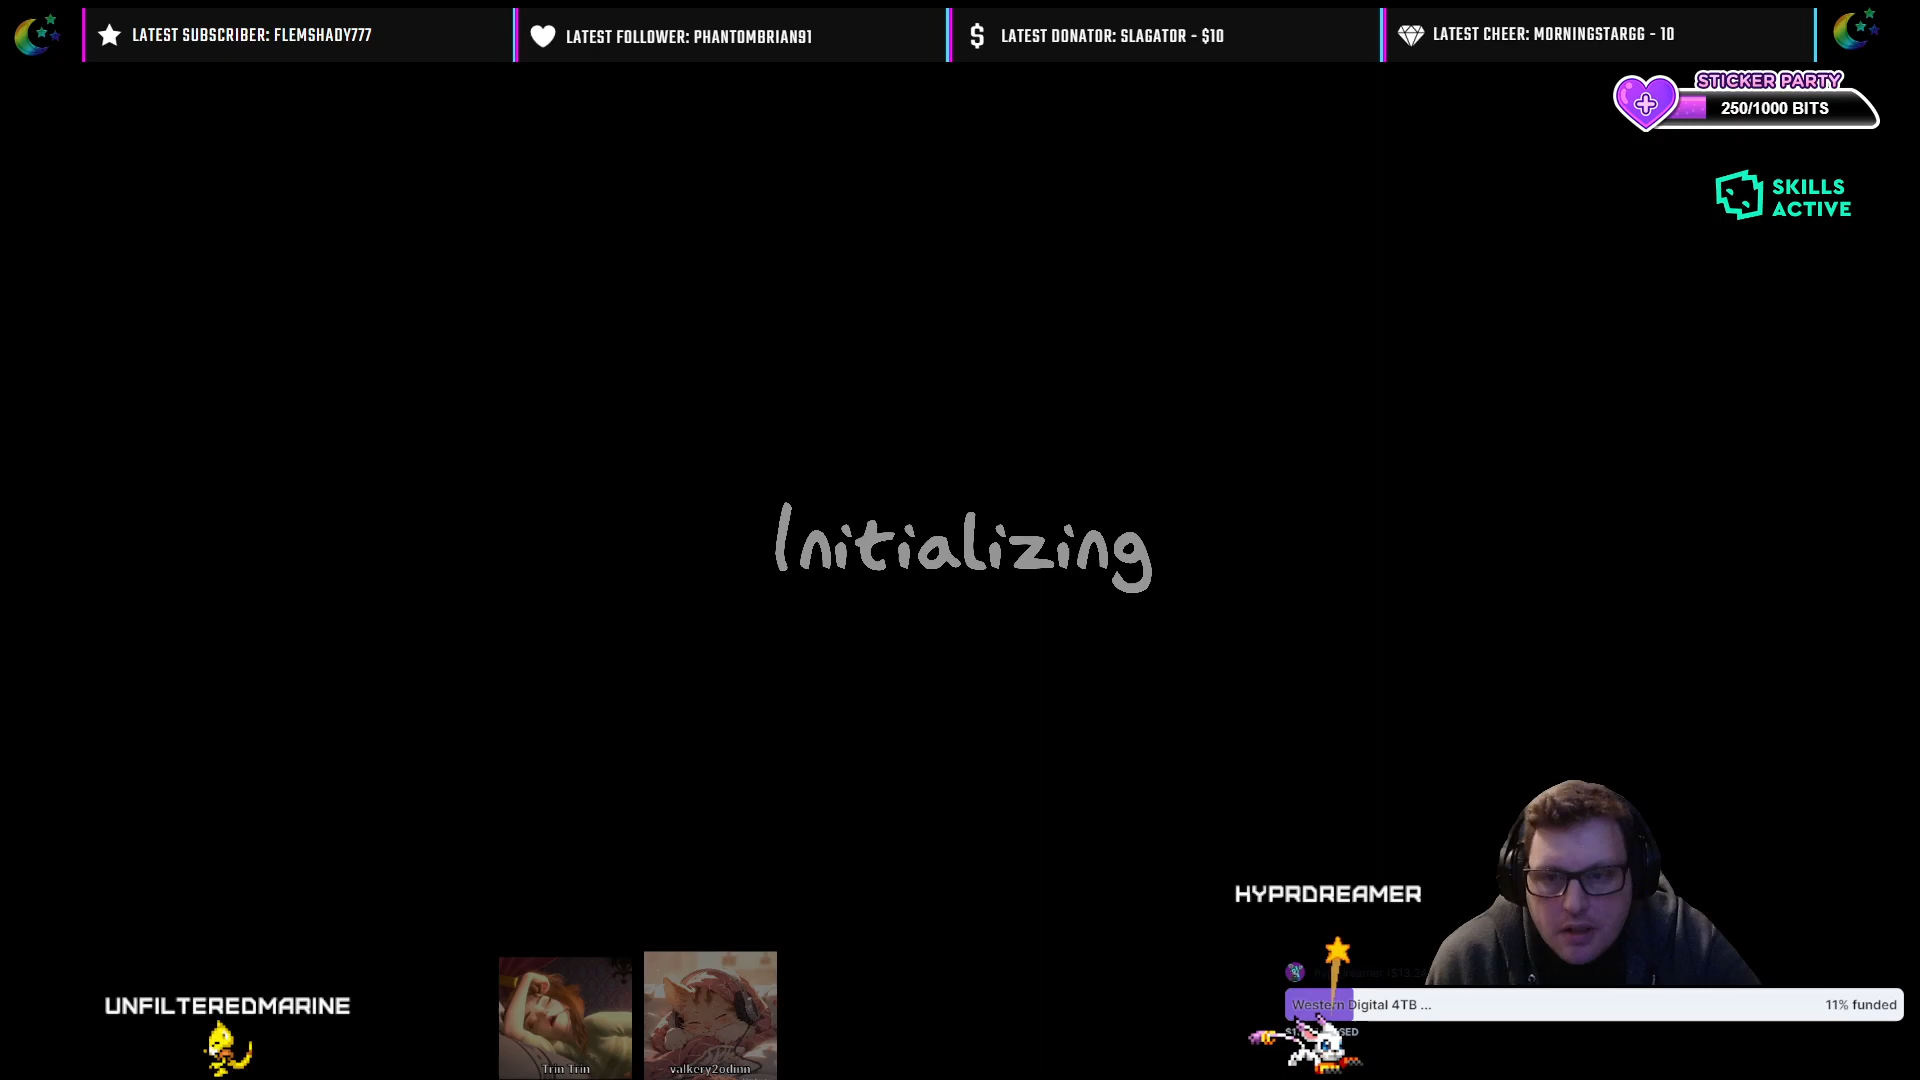 LATEST SUBSCRIBER: FLEMSHADY777
LATEST FOLLOWER: PHANTOMBRIAN91
LATEST DONATOR: SLAGATOR - $10
LATEST CHEER: MORNINGSTARGG - 10
STICKER PARTY
250/1000 BITS
SKILLS
ACTIVE
Initializing
HYPRDREAMER
UNFILTEREDMARINE
Western Digital 4TB ...
11% funded
Trin Trin
valkery2odinn